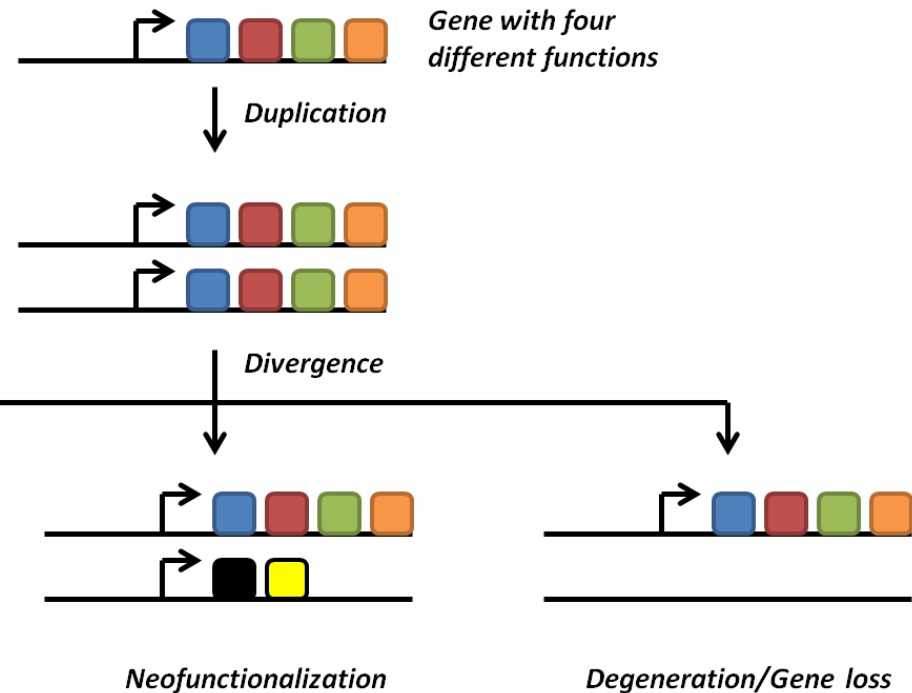 Gene with four
different functions
Duplication
Divergence
Neofunctionalization
Degeneration/Gene loss